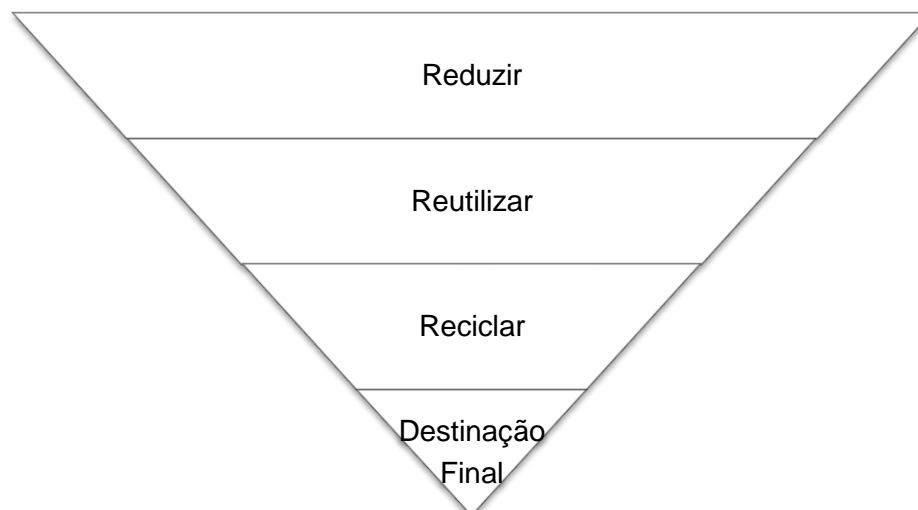 Reduzir
Reutilizar
Reciclar
Destinação
Final